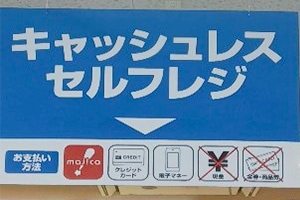 キャッシュレス
セルフレジ
お支払い
方法
majica
CREDIT
クレジット
カード
電子マネー
¥
現金
金券・商品券